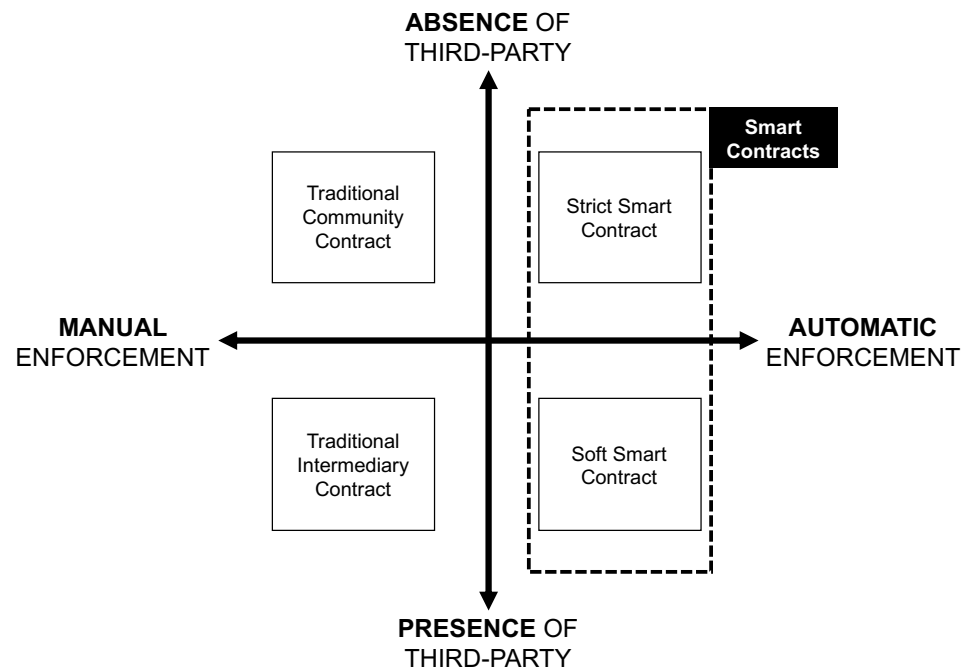 ABSENCE OF
THIRD-PARTY
Smart
Contracts
Traditional
Community
Contract
Strict Smart
Contract
MANUAL
ENFORCEMENT
AUTOMATIC
ENFORCEMENT
Traditional
Intermediary
Contract
Soft Smart
Contract
PRESENCE OF
THIRD-PARTY